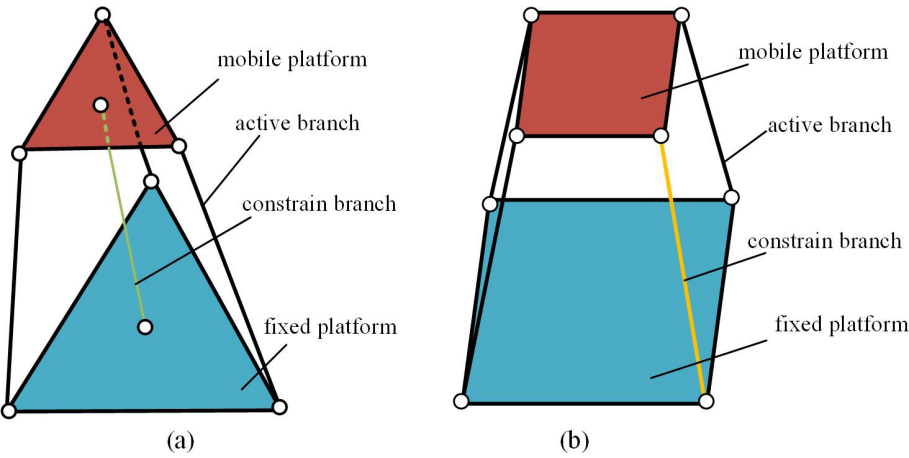 mobile platform
active branch
constrain branch
fixed platform
(a)
mobile platform
active branch
constrain branch
fixed platform
(b)